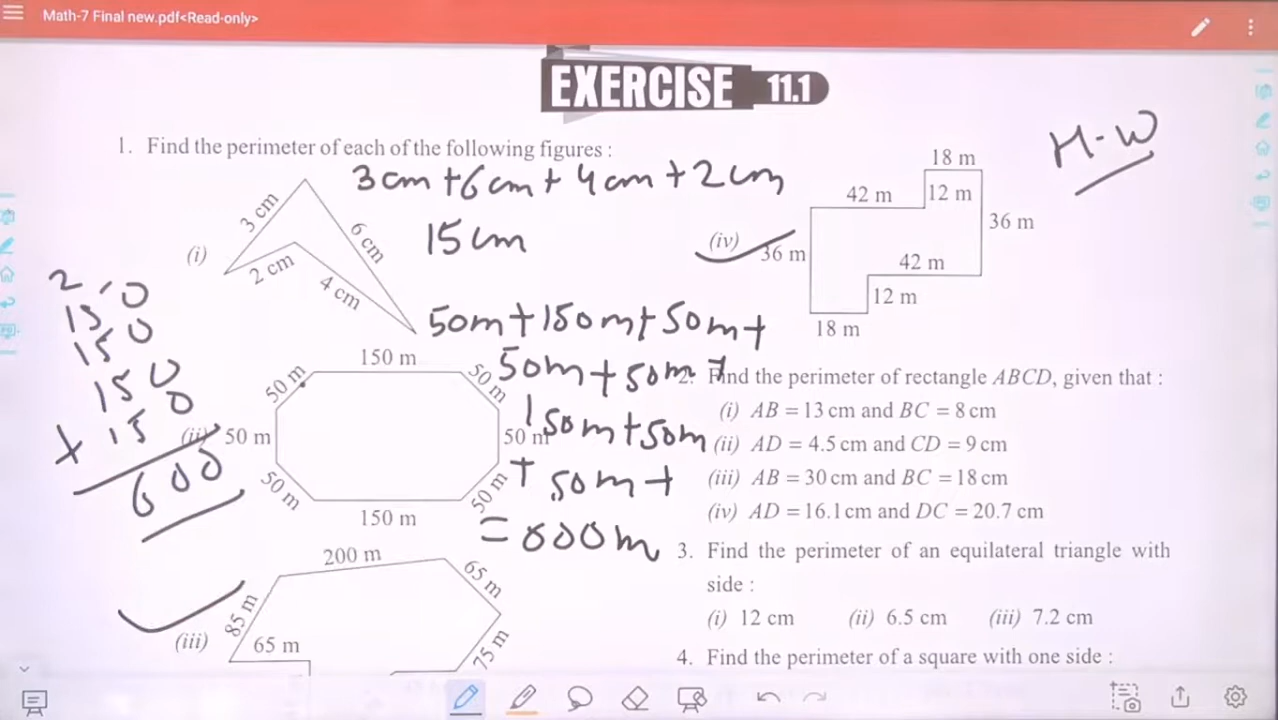 Math-7 Final new.pdf<Read-only>
EXERCISE 11.1
H-W
1. Find the perimeter of each of the following figures :
3cm+6cm+4cm+2cm
15cm
(i)
3 cm
6 cm
2 cm
4 cm
(iv)
18 m
42 m
12 m
36 m
36 m
42 m
12 m
18 m
2
150
150
150
+ 15
600
50m+150m+50m+
50m+50m+
150m+50m
+ 50m+
= 600m
(ii)
150 m
50 m
50 m
50 m
50 m
50 m
50 m
150 m
(iii)
200 m
65 m
85 m
65 m
75 m
2. Find the perimeter of rectangle ABCD, given that :
(i) AB = 13 cm and BC = 8 cm
(ii) AD = 4.5 cm and CD = 9 cm
(iii) AB = 30 cm and BC = 18 cm
(iv) AD = 16.1 cm and DC = 20.7 cm
3. Find the perimeter of an equilateral triangle with
side :
(i) 12 cm (ii) 6.5 cm (iii) 7.2 cm
4. Find the perimeter of a square with one side :